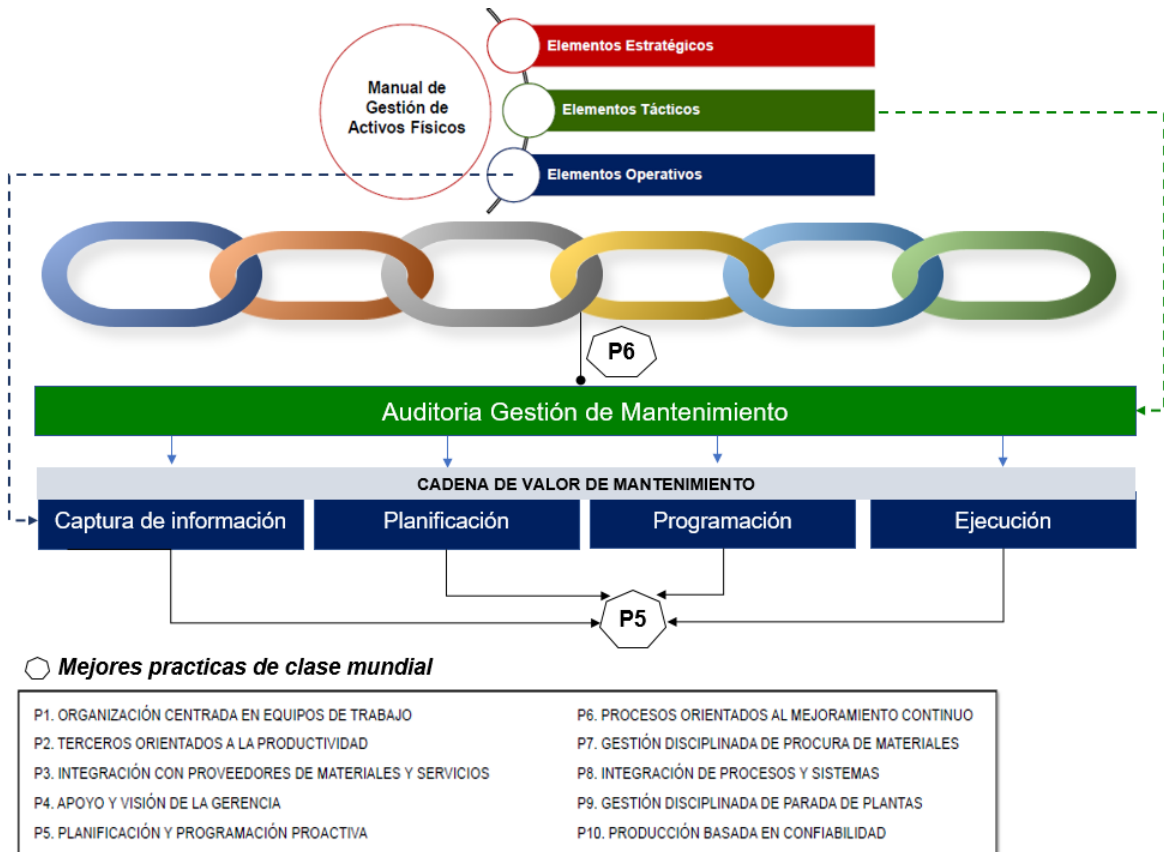 Manual de
Gestión de
Activos Físicos
Elementos Estratégicos
Elementos Tácticos
Elementos Operativos
P6
Auditoria Gestión de Mantenimiento
CADENA DE VALOR DE MANTENIMIENTO
Captura de información
Planificación
Programación
Ejecución
P5
Mejores practicas de clase mundial
P1. ORGANIZACIÓN CENTRADA EN EQUIPOS DE TRABAJO
P2. TERCEROS ORIENTADOS A LA PRODUCTIVIDAD
P3. INTEGRACIÓN CON PROVEEDORES DE MATERIALES Y SERVICIOS
P4. APOYO Y VISIÓN DE LA GERENCIA
P5. PLANIFICACIÓN Y PROGRAMACIÓN PROACTIVA
P6. PROCESOS ORIENTADOS AL MEJORAMIENTO CONTINUO
P7. GESTIÓN DISCIPLINADA DE PROCURA DE MATERIALES
P8. INTEGRACIÓN DE PROCESOS Y SISTEMAS
P9. GESTIÓN DISCIPLINADA DE PARADA DE PLANTAS
P10. PRODUCCIÓN BASADA EN CONFIABILIDAD